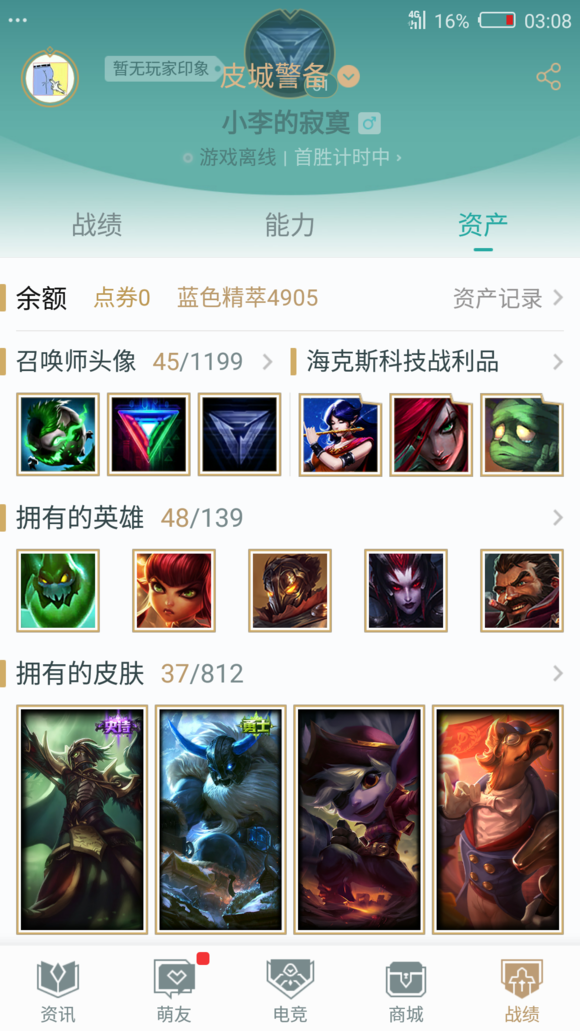 4G 16% 03:08
暂无玩家印象
皮城警备
51
小李的寂寞
游戏离线 | 首胜计时中 ›
战绩 能力 资产
余额 点券0 蓝色精萃4905 资产记录
召唤师头像 45/1199 海克斯科技战利品
拥有的英雄 48/139
拥有的皮肤 37/812
史诗 勇士
资讯 萌友 电竞 商城 战绩